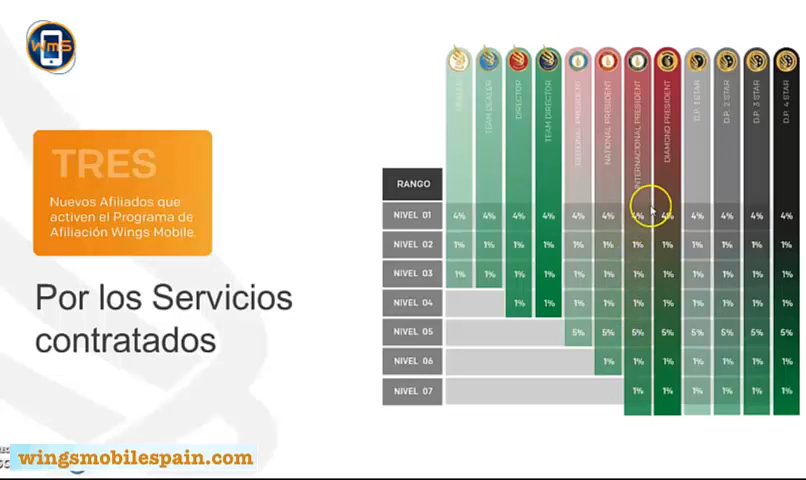 WmS
TRES
Nuevos Afiliados que
activen el Programa de
Afiliación Wings Mobile.
Por los Servicios
contratados
wingsmobilespain.com
DEALER
TEAM DEALER
DIRECTOR
TEAM DIRECTOR
REGIONAL PRESIDENT
NATIONAL PRESIDENT
INTERNACIONAL PRESIDENT
DIAMOND PRESIDENT
D.P. 1 STAR
D.P. 2 STAR
D.P. 3 STAR
D.P. 4 STAR
RANGO
NIVEL 01 4% 4% 4% 4% 4% 4% 4% 4% 4% 4% 4% 4%
NIVEL 02 1% 1% 1% 1% 1% 1% 1% 1% 1% 1% 1% 1%
NIVEL 03 1% 1% 1% 1% 1% 1% 1% 1% 1% 1% 1% 1%
NIVEL 04 1% 1% 1% 1% 1% 1% 1% 1% 1% 1%
NIVEL 05 5% 5% 5% 5% 5% 5% 5% 5%
NIVEL 06 1% 1% 1% 1% 1% 1% 1%
NIVEL 07 1% 1% 1% 1% 1% 1%